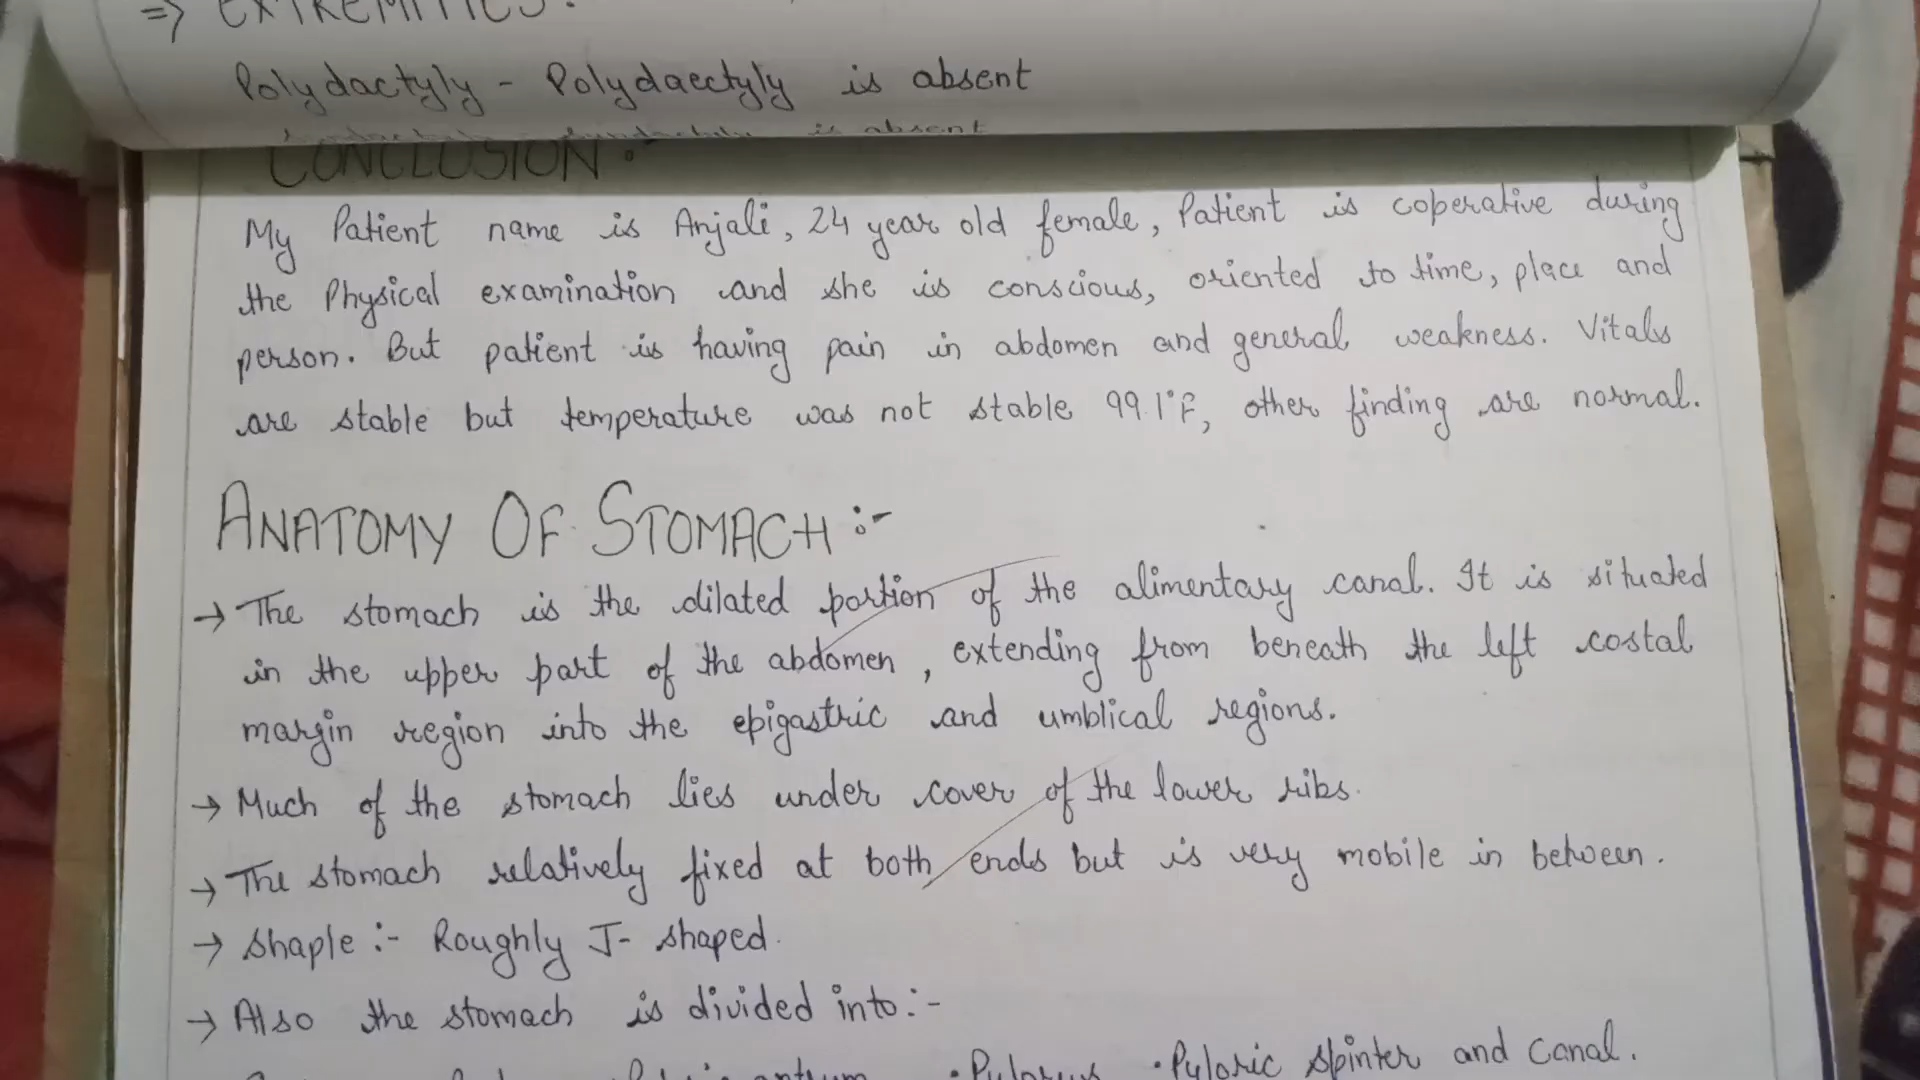 => EXTREMITIES:
Polydactyly - Polydaectyly is absent
is absent
CONCLUSION :-
My Patient name is Anjali, 24 year old female, Patient is coperative during
the Physical examination and she is conscious, oriented to time, place and
person. But patient is having pain in abdomen and general weakness. Vitals
are stable but temperature was not stable 99.1°F, other finding are normal.
ANATOMY OF STOMACH :-
→ The stomach is the dilated portion of the alimentary canal. It is situated
in the upper part of the abdomen, extending from beneath the left costal
margin region into the epigastric and umblical regions.
→ Much of the stomach lies under cover of the lower ribs.
→ The stomach relatively fixed at both ends but is very mobile in between.
→ Shaple :- Roughly J- shaped.
→ Also the stomach is divided into :-
antrum • Pylorus • Pyloric spinter and canal.